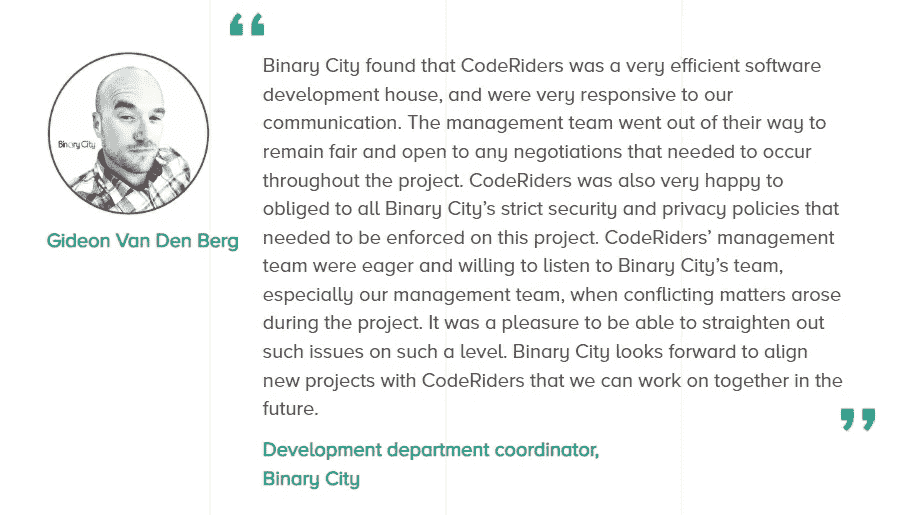 “
Binary City found that CodeRiders was a very efficient software
development house, and were very responsive to our
communication. The management team went out of their way to
remain fair and open to any negotiations that needed to occur
throughout the project. CodeRiders was also very happy to
obliged to all Binary City’s strict security and privacy policies that
needed to be enforced on this project. CodeRiders’ management
team were eager and willing to listen to Binary City’s team,
especially our management team, when conflicting matters arose
during the project. It was a pleasure to be able to straighten out
such issues on such a level. Binary City looks forward to align
new projects with CodeRiders that we can work on together in the
future.
”
Binary City
Gideon Van Den Berg
Development department coordinator,
Binary City